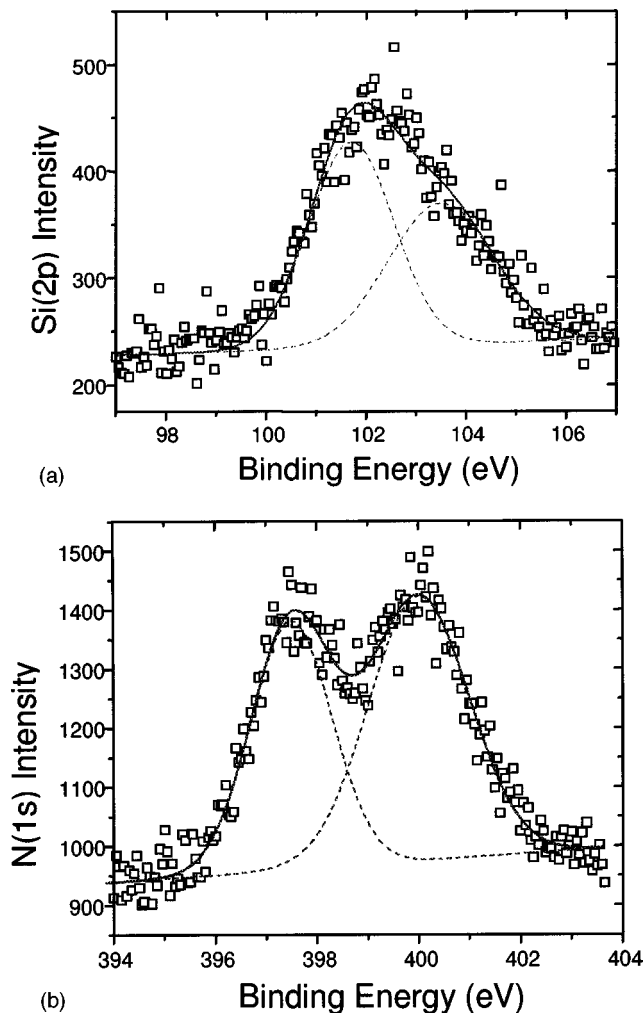 500
400
300
200
Si(2p) Intensity
98 100 102 104 106
Binding Energy (eV)
(a)
1500
1400
1300
1200
1100
1000
900
N(1s) Intensity
394 396 398 400 402 404
Binding Energy (eV)
(b)